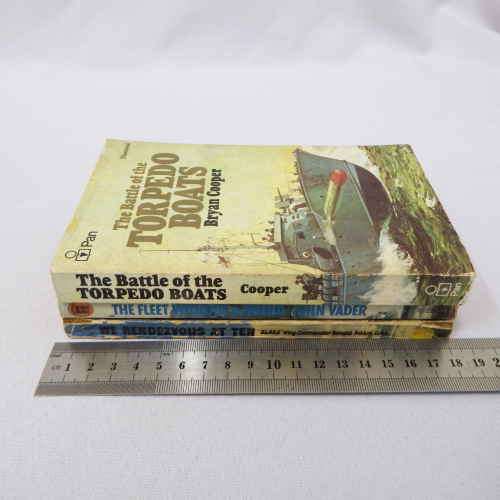 The Battle of the
TORPEDO
BOATS
Bryan Cooper
Pan
The Battle of the
TORPEDO BOATS
Cooper
THE FLEET
JOHN VADER
WE RENDEZVOUS AT TEN
1 2 3 4 5 6 7 8 9 10 11 12 13 14 15 16 17 18 19 20